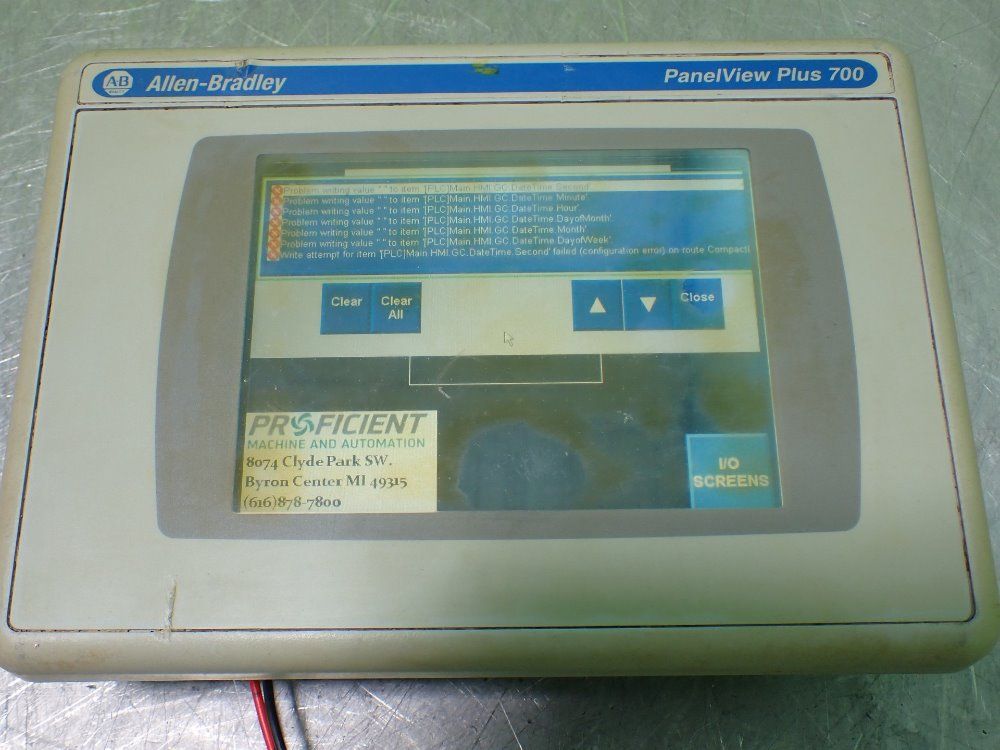 A·B
Allen-Bradley
PanelView Plus 700
Problem writing value " " to item '[PLC]Main.HMI.GC.DateTime.Second'.
Problem writing value " " to item '[PLC]Main.HMI.GC.DateTime.Minute'.
Problem writing value " " to item '[PLC]Main.HMI.GC.DateTime.Hour'.
Problem writing value " " to item '[PLC]Main.HMI.GC.DateTime.DayofMonth'.
Problem writing value " " to item '[PLC]Main.HMI.GC.DateTime.Month'.
Problem writing value " " to item '[PLC]Main.HMI.GC.DateTime.DayofWeek'.
Write attempt for item '[PLC]Main.HMI.GC.DateTime.Second' failed (configuration error) on route Compactl
Clear
Clear
All
▲
▼
Close
PROFICIENT
MACHINE AND AUTOMATION
8074 Clyde Park SW.
Byron Center MI 49315
(616)878-7800
I/O
SCREENS